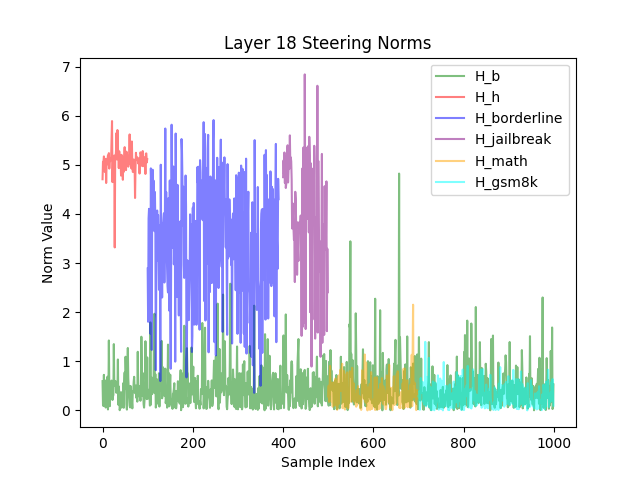 Layer 18 Steering Norms
H_b
H_h
H_borderline
H_jailbreak
H_math
H_gsm8k
Norm Value
7
6
5
4
3
2
1
0
0 200 400 600 800 1000
Sample Index